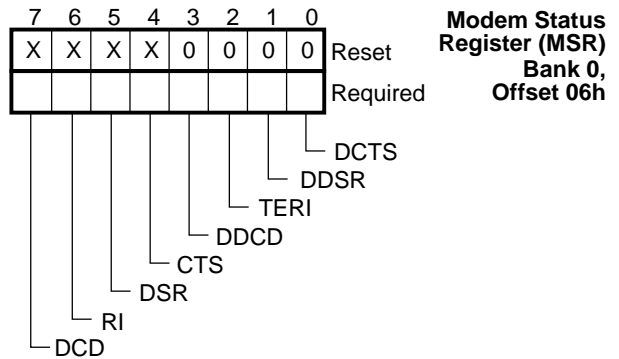 7 6 5 4 3 2 1 0
X X X X 0 0 0 0 Reset
Required
Modem Status
Register (MSR)
Bank 0,
Offset 06h
DCTS
DDSR
TERI
DDCD
CTS
DSR
RI
DCD